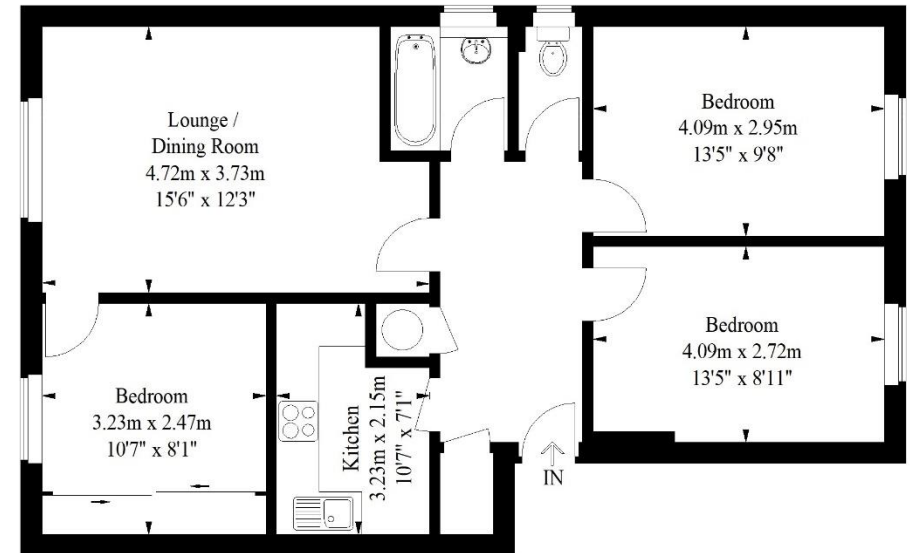 Lounge /
Dining Room
4.72m x 3.73m
15'6" x 12'3"
Bedroom
4.09m x 2.95m
13'5" x 9'8"
Bedroom
4.09m x 2.72m
13'5" x 8'11"
Bedroom
3.23m x 2.47m
10'7" x 8'1"
Kitchen
3.23m x 2.15m
10'7" x 7'1"
IN